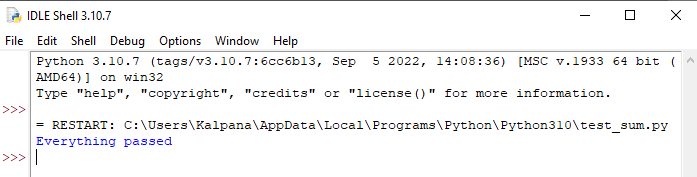 IDLE Shell 3.10.7
File Edit Shell Debug Options Window Help
Python 3.10.7 (tags/v3.10.7:6cc6b13, Sep  5 2022, 14:08:36) [MSC v.1933 64 bit (
AMD64)] on win32
Type "help", "copyright", "credits" or "license()" for more information.
>>>
= RESTART: C:\Users\Kalpana\AppData\Local\Programs\Python\Python310\test_sum.py
Everything passed
>>>